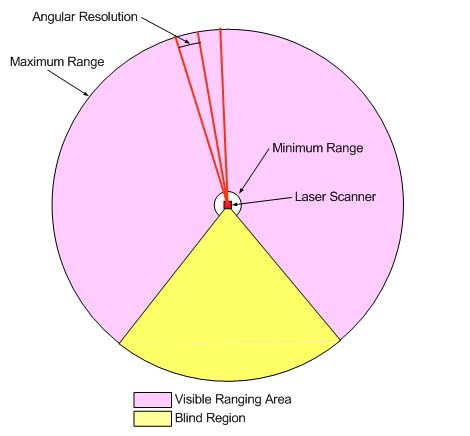 Angular Resolution
Maximum Range
Minimum Range
Laser Scanner
Visible Ranging Area
Blind Region